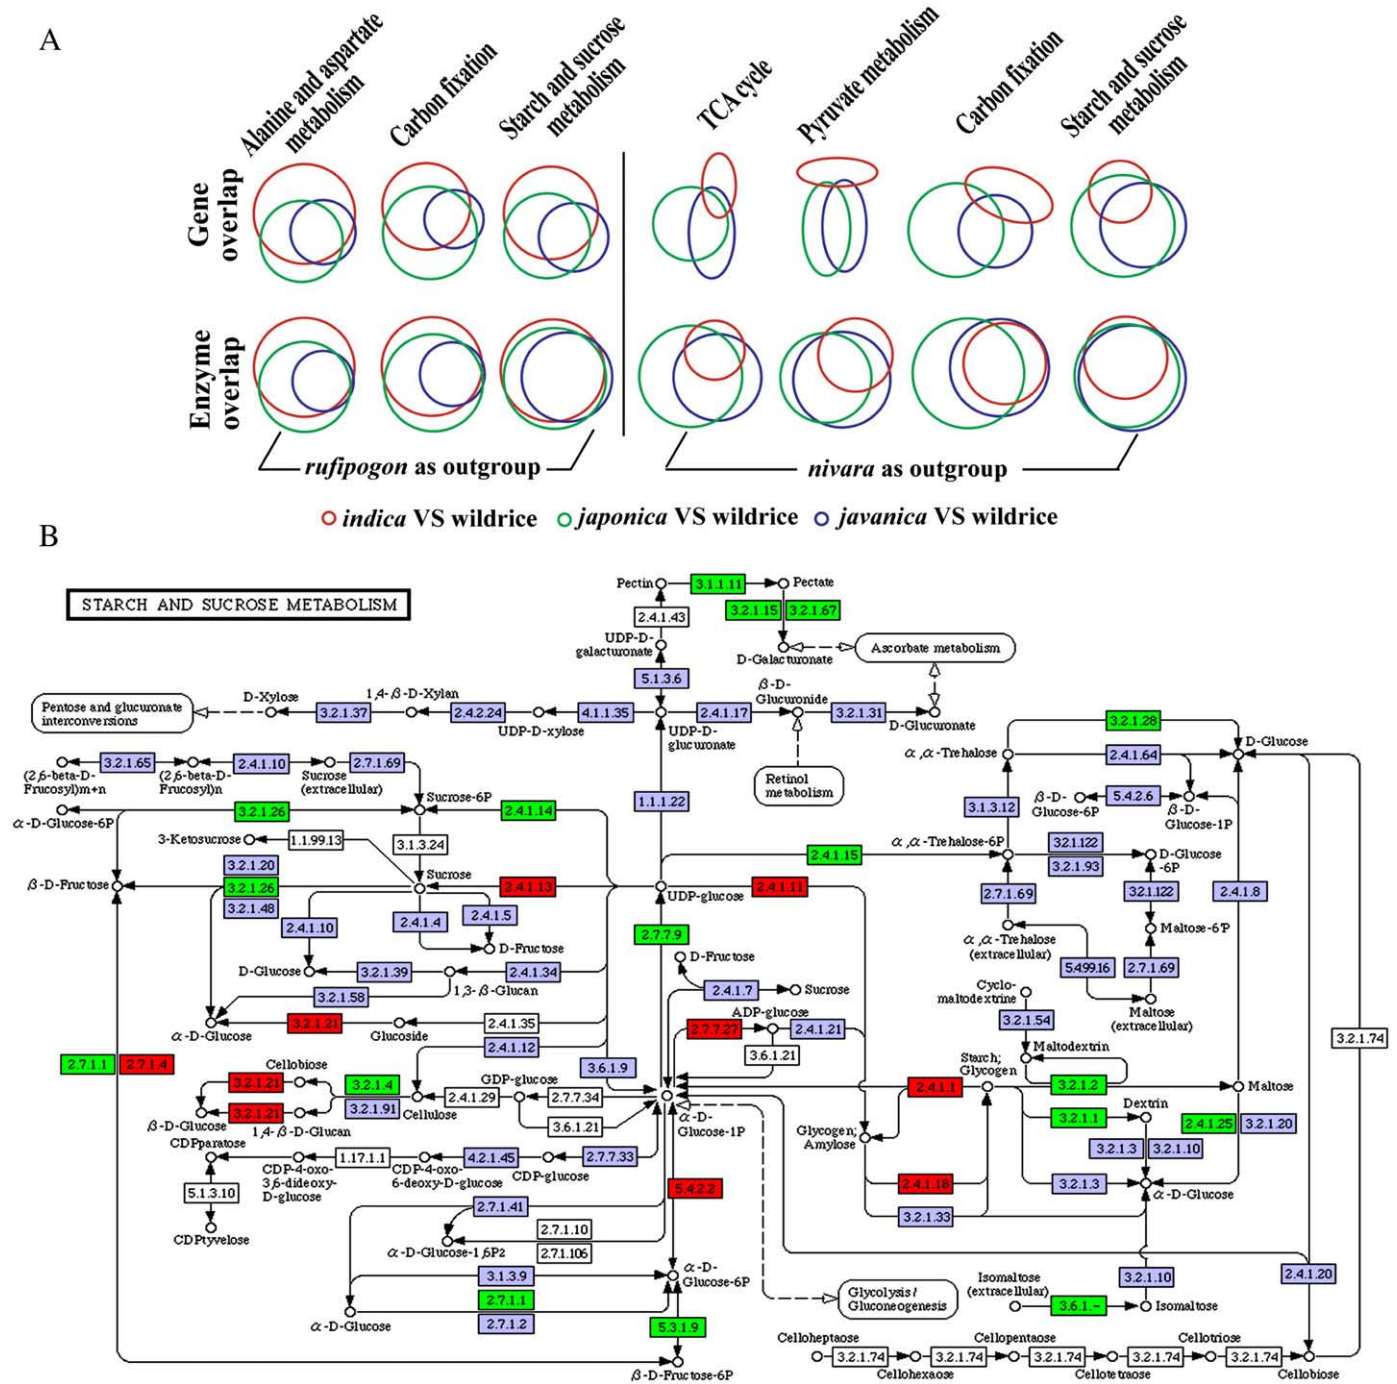 A
Alanine and aspartate
metabolism
Carbon fixation
Starch and sucrose
metabolism
TCA cycle
Pyruvate metabolism
Carbon fixation
Starch and sucrose
metabolism
Gene
overlap
Enzyme
overlap
rufipogon as outgroup
nivara as outgroup
indica VS wildrice
japonica VS wildrice
javanica VS wildrice
B
STARCH AND SUCROSE METABOLISM
Pectin
3.1.1.11
Pectate
2.4.1.43
3.2.1.15
3.2.1.67
UDP-D-
galacturonate
D-Galacturonate
Ascorbate metabolism
5.1.3.6
β-D-
Glucuronide
Pentose and glucuronate
interconversions
D-Xylose
3.2.1.37
1,4-β-D-Xylan
2.4.2.24
UDP-D-xylose
4.1.1.35
UDP-D-
glucuronate
2.4.1.17
3.2.1.31
D-Glucuronate
Retinol
metabolism
3.2.1.28
α,α-Trehalose
2.4.1.64
D-Glucose
3.2.1.65
2.4.1.10
2.7.1.69
(2,6-beta-D-
Frucosyl)m+n
(2,6-beta-D-
Frucosyl)n
Sucrose
(extracellular)
Sucrose-6P
1.1.1.22
3.1.3.12
β-D-
Glucose-6P
5.4.2.6
β-D-
Glucose-1P
α-D-Glucose-6P
3.2.1.26
2.4.1.14
3-Ketosucrose
1.1.99.13
3.1.3.24
2.4.1.15
α,α-Trehalose-6P
3.2.1.122
3.2.1.93
D-Glucose
-6P
β-D-Fructose
3.2.1.20
3.2.1.26
3.2.1.48
Sucrose
2.4.1.13
UDP-glucose
2.4.1.11
2.7.1.69
3.2.1.122
2.4.1.8
2.4.1.10
2.4.1.4
2.4.1.5
D-Fructose
2.7.7.9
D-Fructose
α,α-Trehalose
(extracellular)
Maltose-6'P
5.4.99.16
2.7.1.69
D-Glucose
3.2.1.39
2.4.1.34
1,3-β-Glucan
3.2.1.58
2.4.1.7
Sucrose
Cyclo-
maltodextrine
Maltose
(extracellular)
α-D-Glucose
3.2.1.21
Glucoside
2.4.1.35
2.4.1.12
ADP-glucose
2.7.7.27
2.4.1.21
3.6.1.21
3.2.1.54
Maltodextrin
3.2.1.74
2.7.1.1
2.7.1.4
Cellobiose
3.2.1.21
3.2.1.4
3.2.1.91
3.2.1.21
β-D-Glucose
1,4-β-D-Glucan
Cellulose
2.4.1.29
GDP-glucose
2.7.7.34
3.6.1.21
3.6.1.9
α-D-
Glucose-1P
Starch;
Glycogen
2.4.1.1
3.2.1.2
Maltose
Dextrin
3.2.1.1
2.4.1.25
3.2.1.20
Glycogen;
Amylose
3.2.1.3
3.2.1.10
CDPparatose
1.17.1.1
CDP-4-oxo-
3,6-dideoxy-
D-glucose
4.2.1.45
CDP-4-oxo-
6-deoxy-D-glucose
2.7.7.33
CDP-glucose
5.1.3.10
CDPtyvelose
5.4.2.2
2.4.1.18
3.2.1.3
α-D-Glucose
3.2.1.33
2.7.1.41
2.7.1.10
2.7.1.106
α-D-Glucose-1,6P2
3.1.3.9
α-D-
Glucose-6P
2.7.1.1
2.7.1.2
α-D-Glucose
5.3.1.9
β-D-Fructose-6P
Glycolysis /
Gluconeogenesis
Isomaltose
(extracellular)
3.6.1.-
3.2.1.10
Isomaltose
2.4.1.20
Celloheptaose
3.2.1.74
Cellohexaose
3.2.1.74
Cellopentaose
3.2.1.74
Cellotetraose
3.2.1.74
Cellotriose
3.2.1.74
Cellobiose